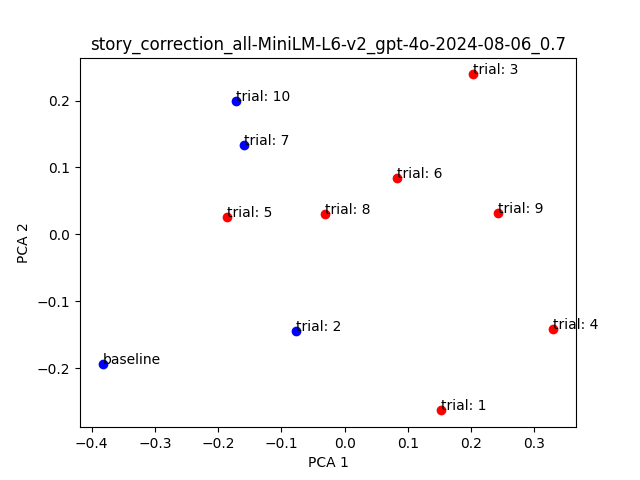 story_correction_all-MiniLM-L6-v2_gpt-4o-2024-08-06_0.7
trial: 3
0.2
trial: 10
trial: 7
0.1
trial: 6
trial: 5
trial: 8
trial: 9
0.0
PCA 2
−0.1
trial: 2
trial: 4
baseline
−0.2
trial: 1
−0.4
−0.3
−0.2
−0.1
0.0
0.1
0.2
0.3
PCA 1